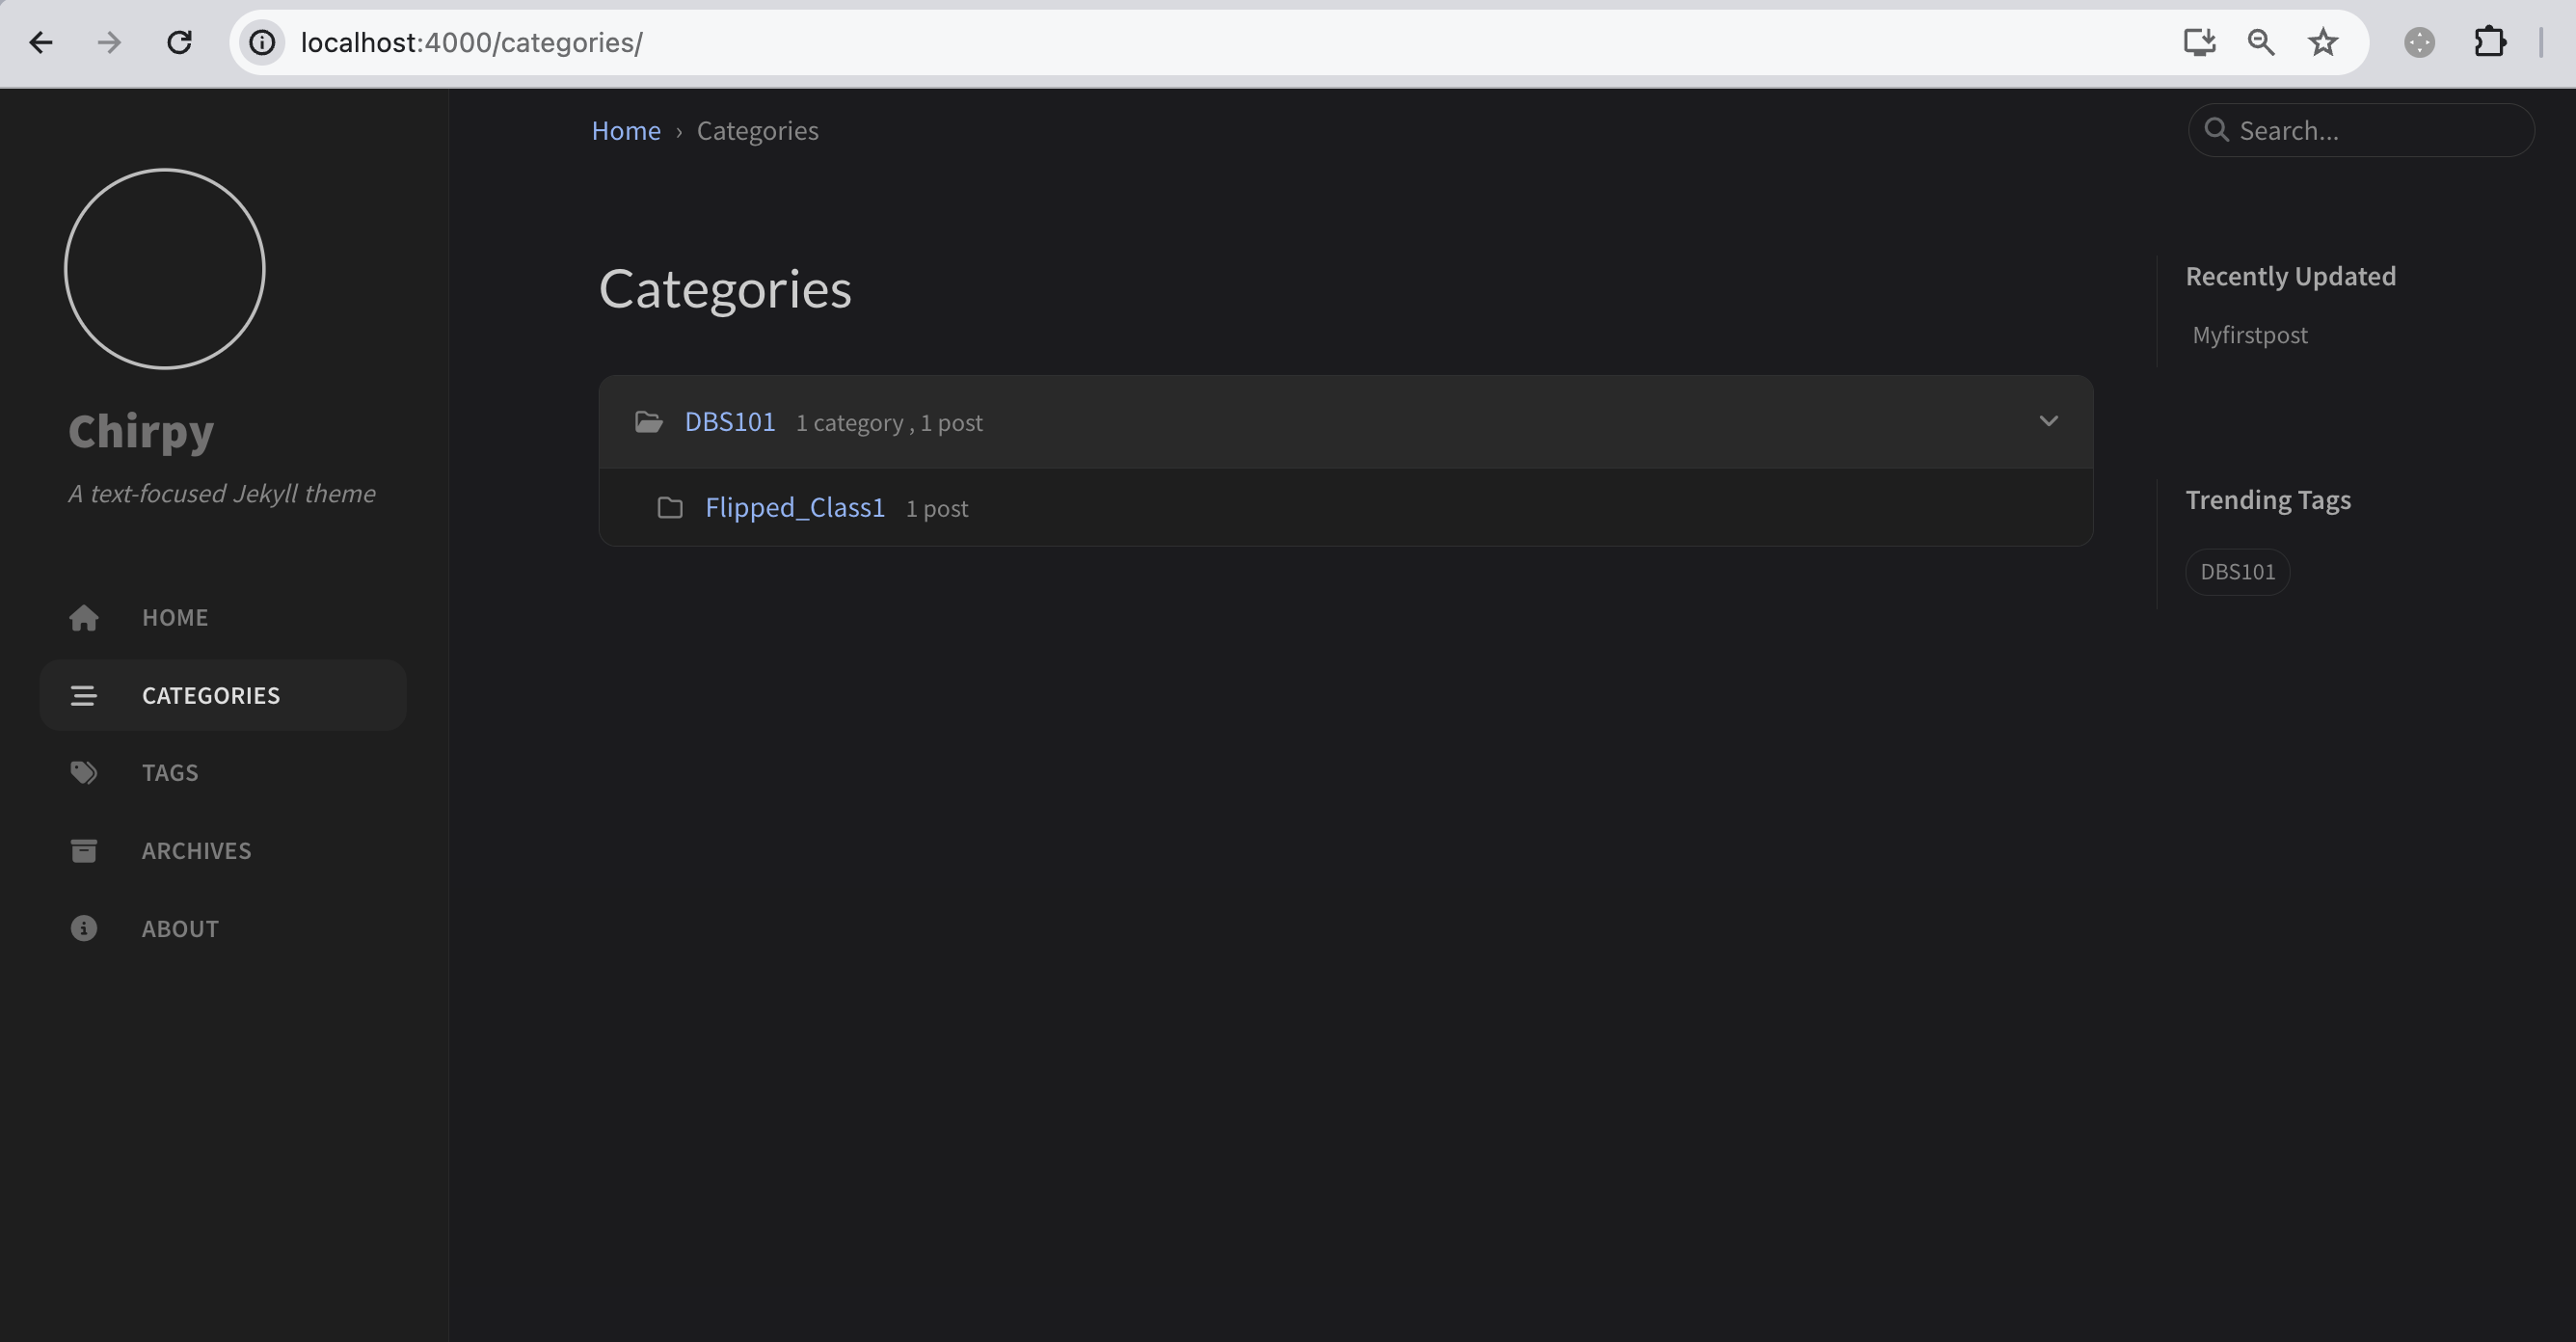 localhost:4000/categories/
Home › Categories
Search...
Chirpy
A text-focused Jekyll theme
HOME
CATEGORIES
TAGS
ARCHIVES
ABOUT
Categories
DBS101 1 category , 1 post
Flipped_Class1 1 post
Recently Updated
Myfirstpost
Trending Tags
DBS101